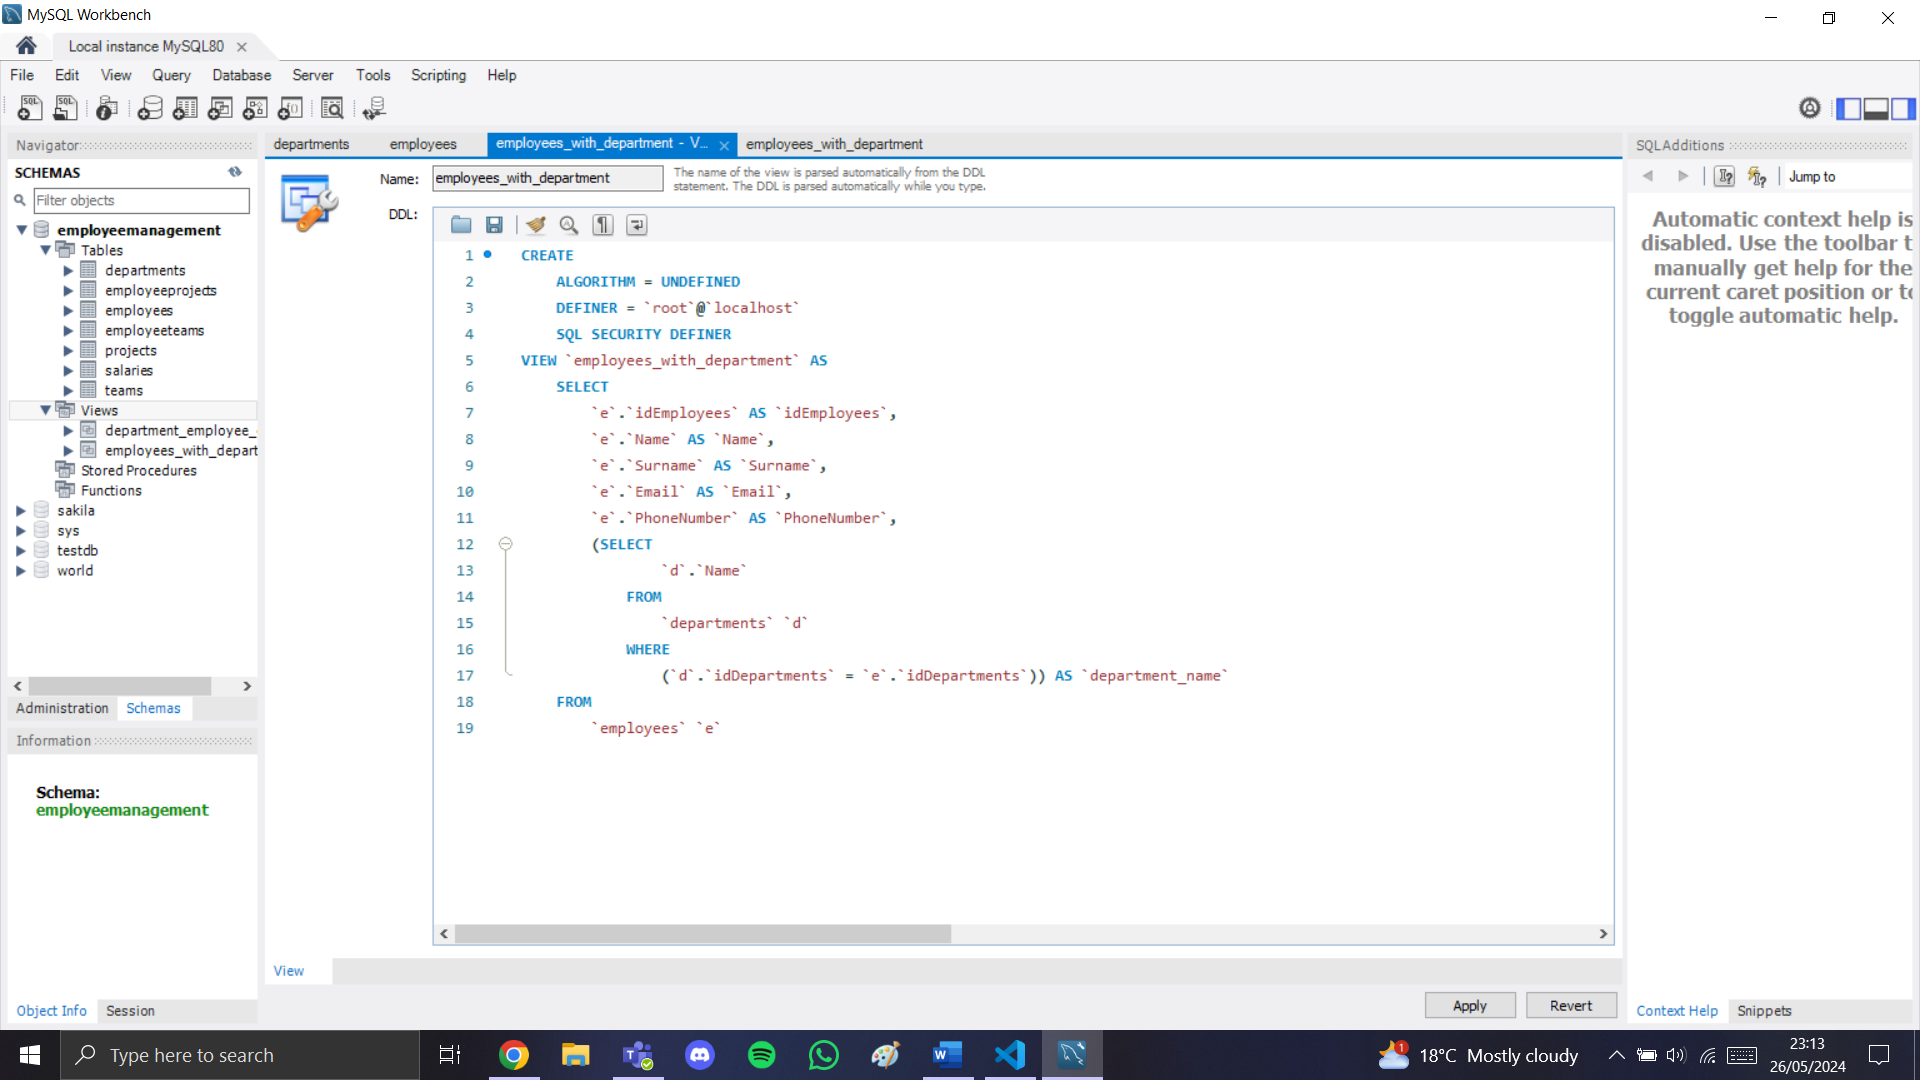 MySQL Workbench
Local instance MySQL80
File Edit View Query Database Server Tools Scripting Help
Navigator
SCHEMAS
Filter objects
employeemanagement
Tables
departments
employeeprojects
employees
employeeteams
projects
salaries
teams
Views
department_employee_
employees_with_depart
Stored Procedures
Functions
sakila
sys
testdb
world
Administration Schemas
Information
Schema:
employeemanagement
Object Info Session
departments employees employees_with_department - V... employees_with_department
Name: employees_with_department
The name of the view is parsed automatically from the DDL
statement. The DDL is parsed automatically while you type.
DDL:
1 CREATE
2 ALGORITHM = UNDEFINED
3 DEFINER = `root`@`localhost`
4 SQL SECURITY DEFINER
5 VIEW `employees_with_department` AS
6 SELECT
7 `e`.`idEmployees` AS `idEmployees`,
8 `e`.`Name` AS `Name`,
9 `e`.`Surname` AS `Surname`,
10 `e`.`Email` AS `Email`,
11 `e`.`PhoneNumber` AS `PhoneNumber`,
12 (SELECT
13 `d`.`Name`
14 FROM
15 `departments` `d`
16 WHERE
17 (`d`.`idDepartments` = `e`.`idDepartments`)) AS `department_name`
18 FROM
19 `employees` `e`
View
Apply Revert
SQLAdditions
Jump to
Automatic context help is
disabled. Use the toolbar t
manually get help for the
current caret position or to
toggle automatic help.
Context Help Snippets
Type here to search
1
18°C Mostly cloudy
23:13
26/05/2024